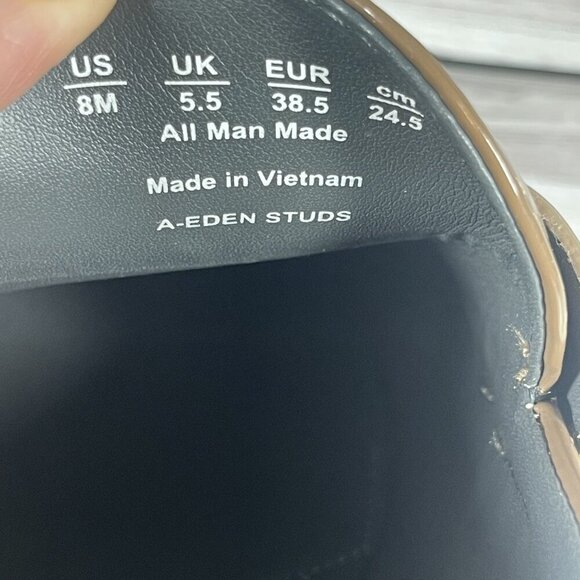 US UK EUR cm
8M 5.5 38.5 24.5
All Man Made
Made in Vietnam
A-EDEN STUDS